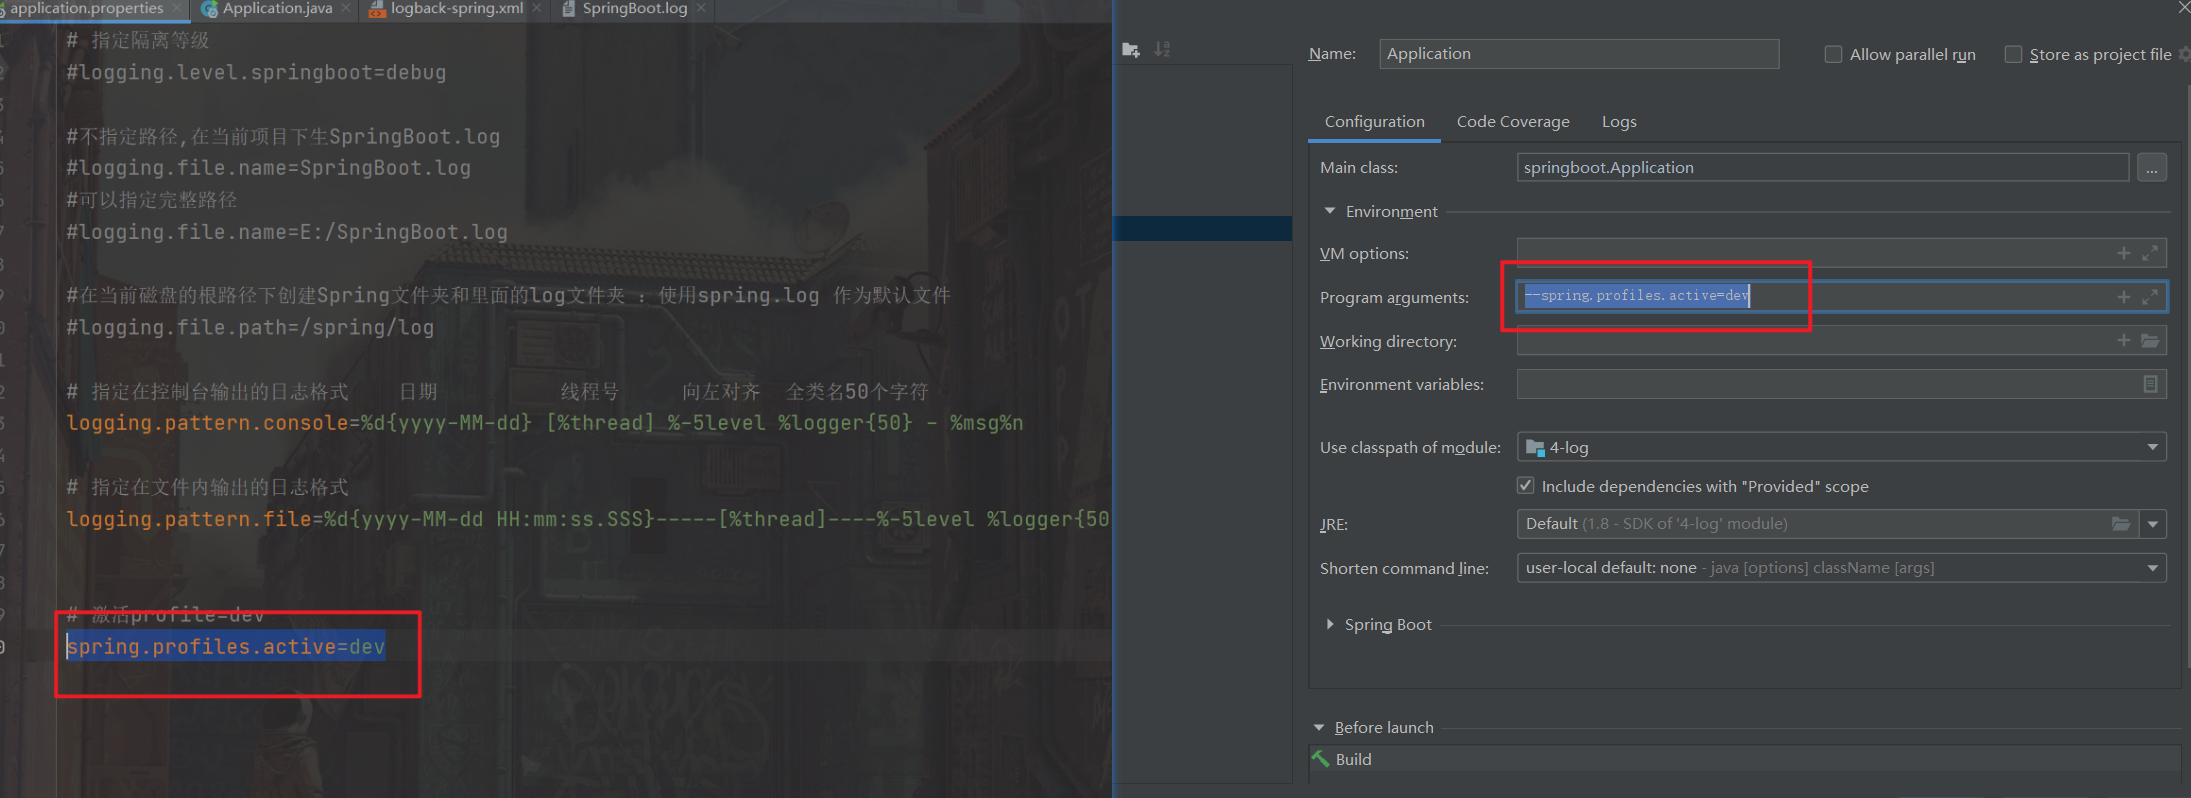 application.properties
Application.java
logback-spring.xml
SpringBoot.log
# 指定隔离等级
#logging.level.springboot=debug
#不指定路径,在当前项目下生SpringBoot.log
#logging.file.name=SpringBoot.log
#可以指定完整路径
#logging.file.name=E:/SpringBoot.log
#在当前磁盘的根路径下创建Spring文件夹和里面的log文件夹 ：使用spring.log 作为默认文件
#logging.file.path=/spring/log
# 指定在控制台输出的日志格式 日期 线程号 向左对齐 全类名50个字符
logging.pattern.console=%d{yyyy-MM-dd} [%thread] %-5level %logger{50} - %msg%n
# 指定在文件内输出的日志格式
logging.pattern.file=%d{yyyy-MM-dd HH:mm:ss.SSS}-----[%thread]----%-5level %logger{50
# 激活profile=dev
spring.profiles.active=dev
Name: Application
Allow parallel run
Store as project file
Configuration
Code Coverage
Logs
Main class: springboot.Application
...
Environment
VM options:
Program arguments: --spring.profiles.active=dev
Working directory:
Environment variables:
Use classpath of module: 4-log
Include dependencies with "Provided" scope
JRE: Default (1.8 - SDK of '4-log' module)
Shorten command line: user-local default: none - java [options] className [args]
Spring Boot
Before launch
Build